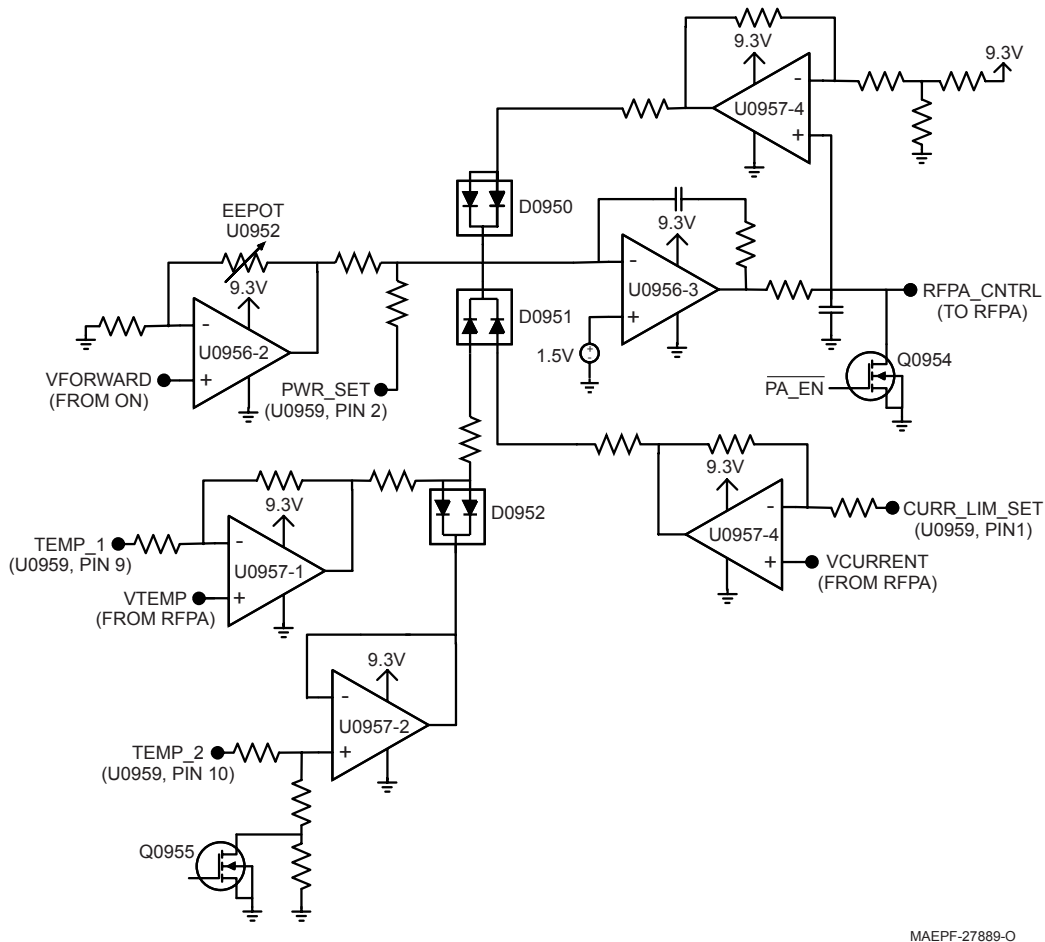 9.3V
9.3V
U0957-4
D0950
EEPOT
U0952
9.3V
U0956-2
VFORWARD
(FROM ON)
PWR_SET
(U0959, PIN 2)
9.3V
U0956-3
1.5V
D0951
RFPA_CNTRL
(TO RFPA)
Q0954
PA_EN
9.3V
U0957-1
TEMP_1
(U0959, PIN 9)
VTEMP
(FROM RFPA)
D0952
9.3V
U0957-4
CURR_LIM_SET
(U0959, PIN1)
VCURRENT
(FROM RFPA)
9.3V
U0957-2
TEMP_2
(U0959, PIN 10)
Q0955
MAEPF-27889-O